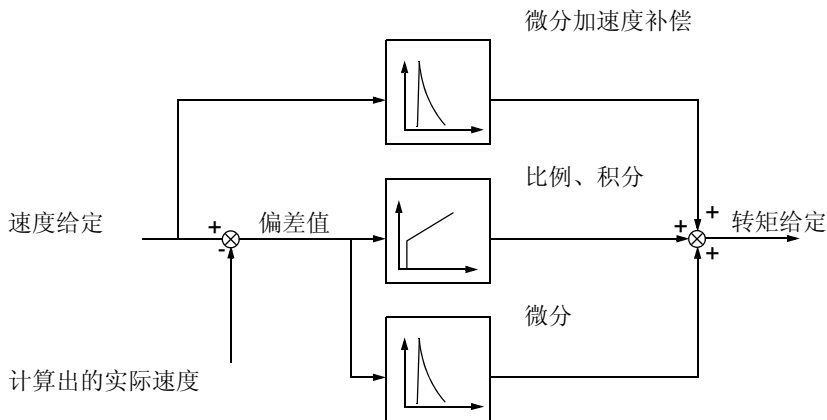 微分加速度补偿
比例、积分
速度给定
+
-
偏差值
+
+
+
转矩给定
微分
计算出的实际速度